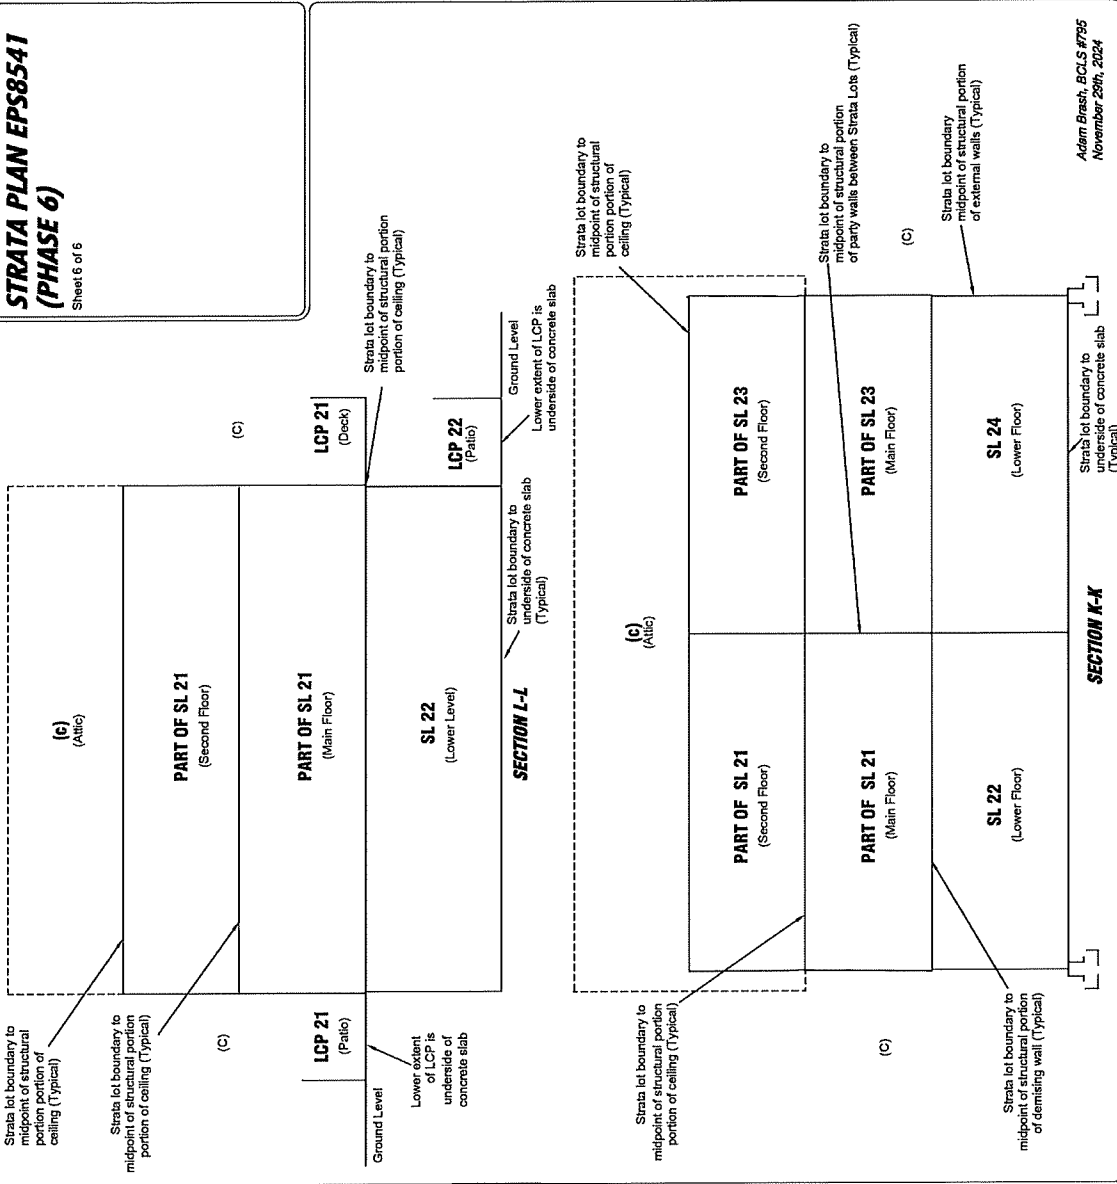 STRATA PLAN EPS8541
(PHASE 6)
Sheet 6 of 6
Strata lot boundary to
midpoint of structural
portion portion of
ceiling (Typical)
Strata lot boundary to
midpoint of structural portion
portion of ceiling (Typical)
(C)
LCP 21
(Patio)
Ground Level
Lower extent
of LCP is
underside of
concrete slab
(c)
(Attic)
PART OF SL 21
(Second Floor)
PART OF SL 21
(Main Floor)
SL 22
(Lower Level)
SECTION L-L
Strata lot boundary to
underside of concrete slab
(Typical)
(C)
LCP 21
(Deck)
LCP 22
(Patio)
Strata lot boundary to
midpoint of structural portion
portion of ceiling (Typical)
Ground Level
Lower extent of LCP is
underside of concrete slab
Strata lot boundary to
midpoint of structural portion
portion of ceiling (Typical)
(C)
Strata lot boundary to
midpoint of structural portion
of demising wall (Typical)
(c)
(Attic)
PART OF SL 21
(Second Floor)
PART OF SL 23
(Second Floor)
PART OF SL 21
(Main Floor)
PART OF SL 23
(Main Floor)
SL 22
(Lower Floor)
SL 24
(Lower Floor)
SECTION K-K
Strata lot boundary to
midpoint of structural
portion portion of
ceiling (Typical)
Strata lot boundary to
midpoint of structural portion
of party walls between Strata Lots (Typical)
(C)
Strata lot boundary
midpoint of structural portion
of external walls (Typical)
Strata lot boundary to
underside of concrete slab
(Typical)
Adam Brash, BCLS #795
November 29th, 2024